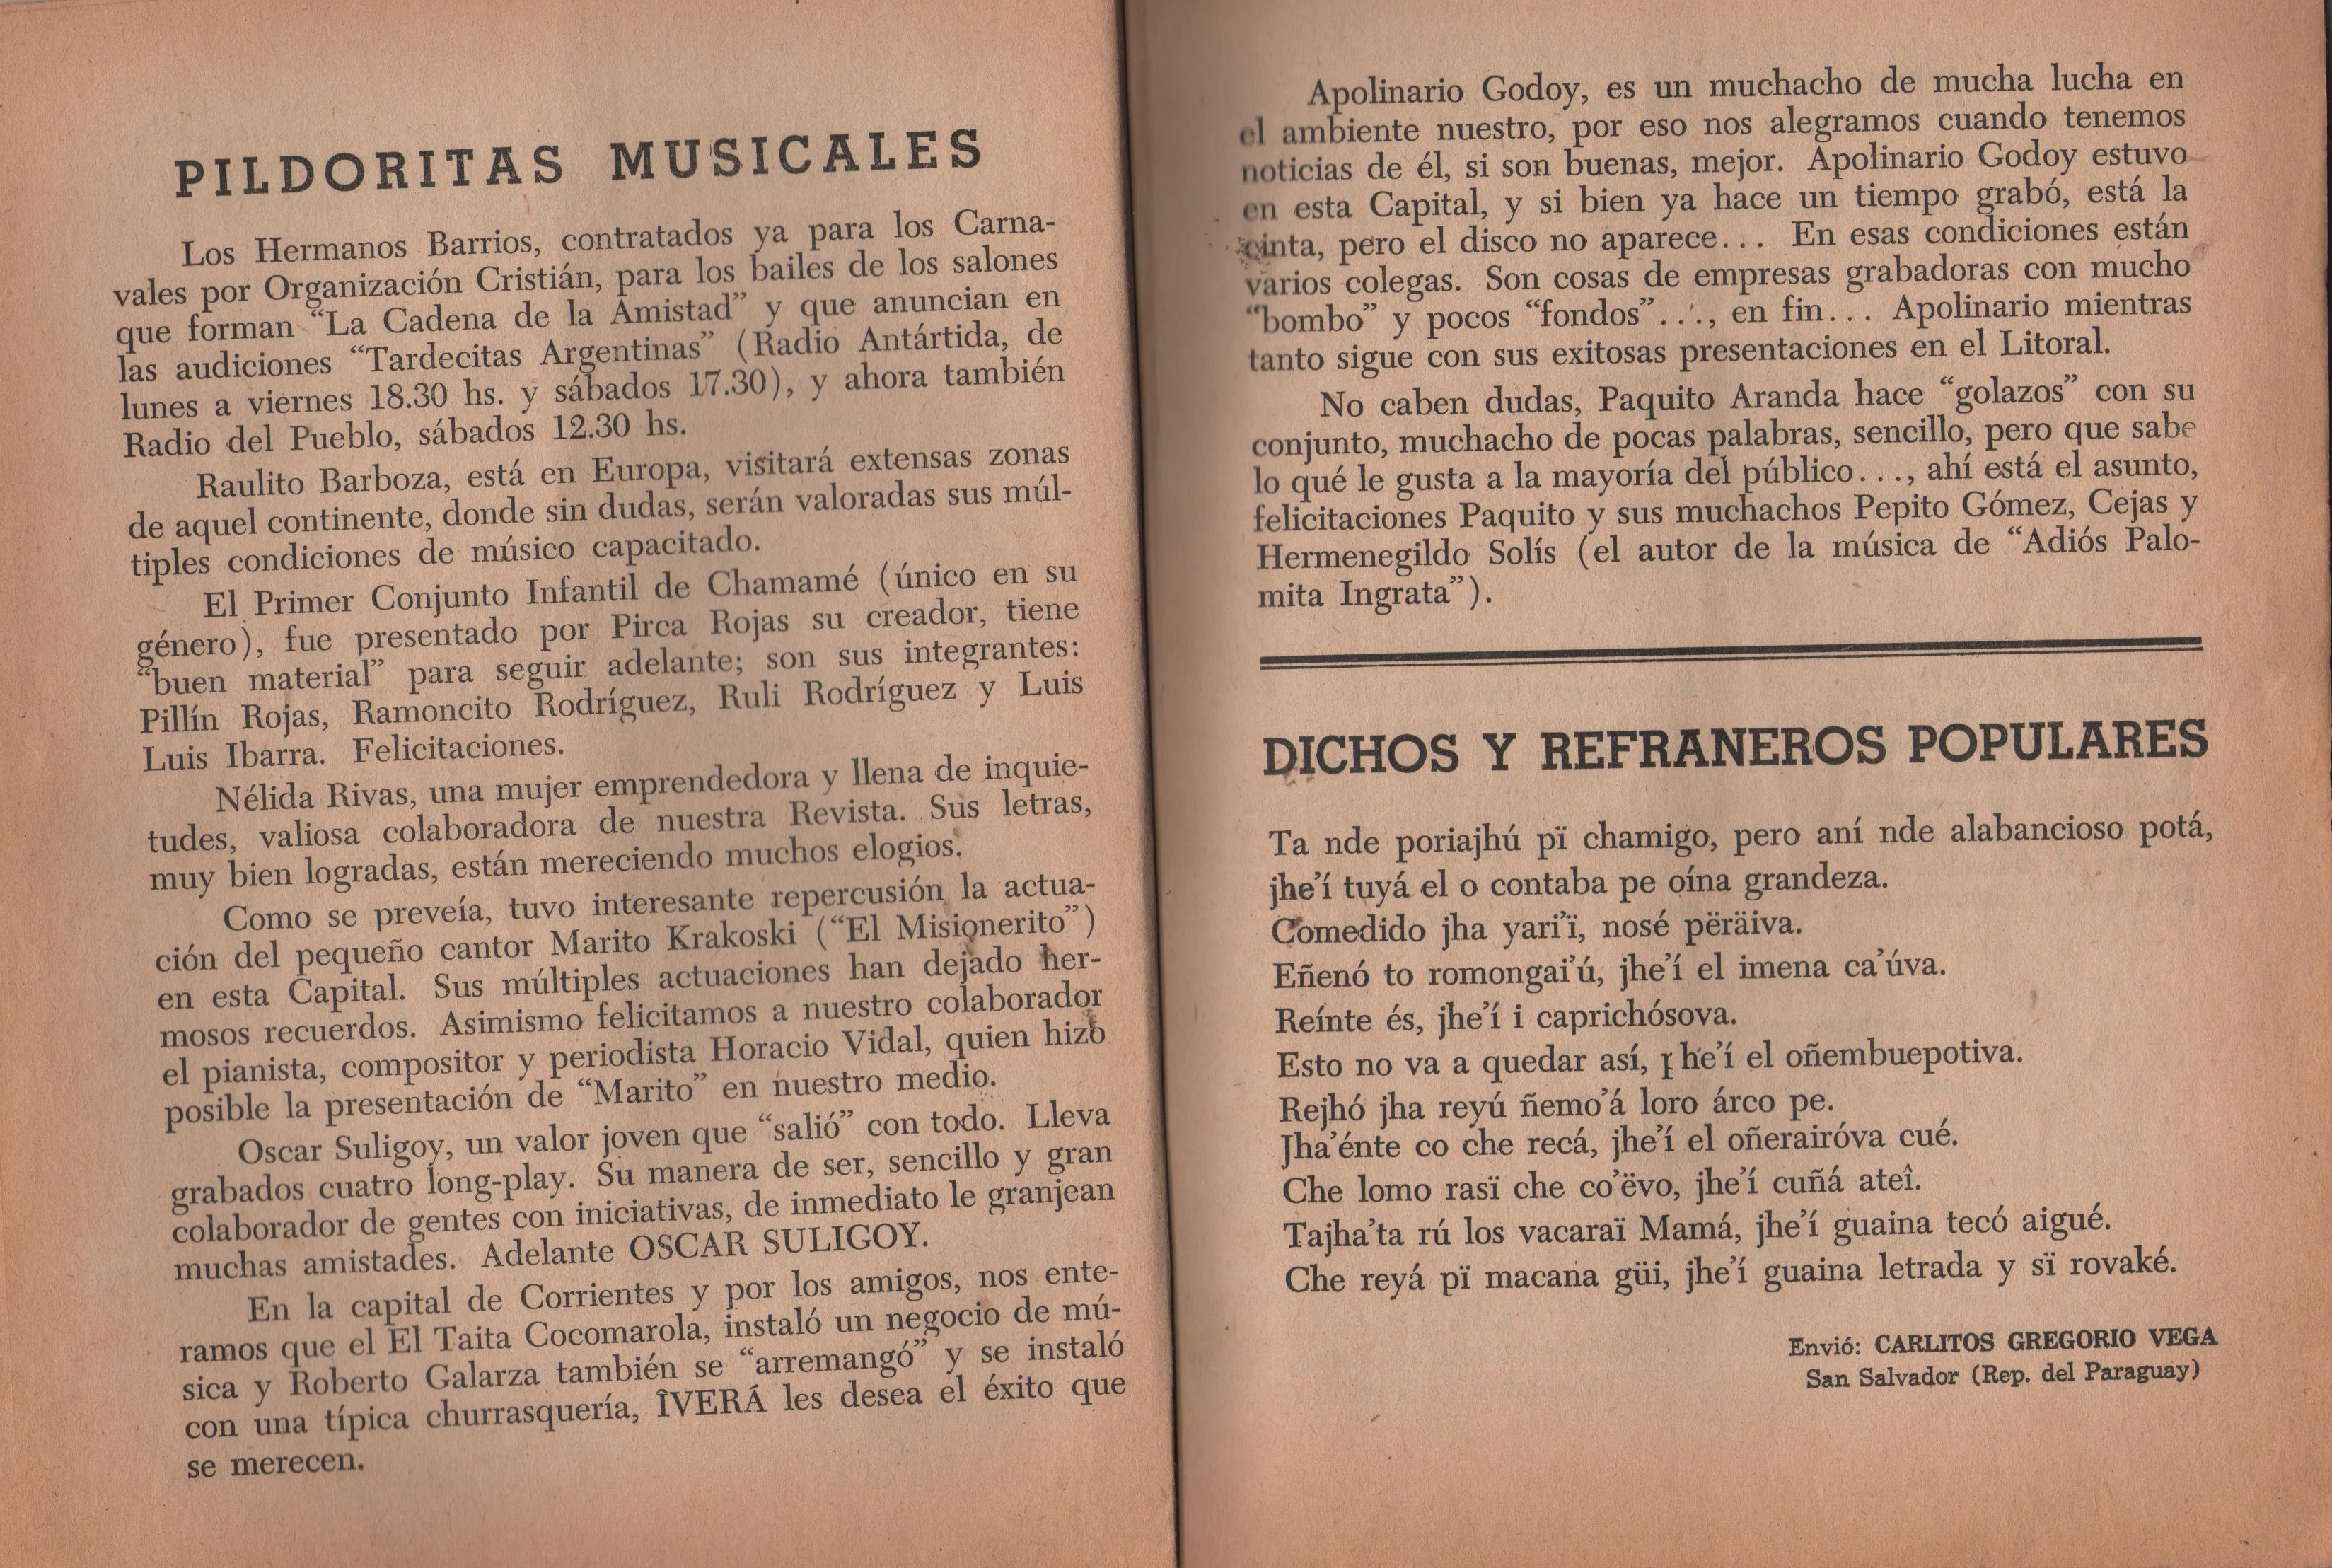 PILDORITAS MUSICALES
Los Hermanos Barrios, contratados ya para los Carna-
vales por Organización Cristián, para los bailes de los salones
que forman “La Cadena de la Amistad” y que anuncian en
las audiciones “Tardecitas Argentinas” (Radio Antártida, de
lunes a viernes 18.30 hs. y sábados 17.30), y ahora también
Radio del Pueblo, sábados 12.30 hs.
Raulito Barboza, está en Europa, visitará extensas zonas
de aquel continente, donde sin dudas, serán valoradas sus múl-
tiples condiciones de músico capacitado.
El Primer Conjunto Infantil de Chamamé (único en su
género), fue presentado por Pirca Rojas su creador, tiene
“buen material” para seguir adelante; son sus integrantes:
Pillín Rojas, Ramoncito Rodríguez, Ruli Rodríguez y Luis
Luis Ibarra. Felicitaciones.
Nélida Rivas, una mujer emprendedora y llena de inquie-
tudes, valiosa colaboradora de nuestra Revista. Sus letras,
muy bien logradas, están mereciendo muchos elogios.
Como se preveía, tuvo interesante repercusión la actua-
ción del pequeño cantor Marito Krakoski (“El Misionerito”)
en esta Capital. Sus múltiples actuaciones han dejado her-
mosos recuerdos. Asimismo felicitamos a nuestro colaborador
el pianista, compositor y periodista Horacio Vidal, quien hizo
posible la presentación de “Marito” en nuestro medio.
Oscar Suligoy, un valor joven que “salió” con todo. Lleva
grabados cuatro long-play. Su manera de ser, sencillo y gran
colaborador de gentes con iniciativas, de inmediato le granjean
muchas amistades. Adelante OSCAR SULIGOY.
En la capital de Corrientes y por los amigos, nos ente-
ramos que el El Taita Cocomarola, instaló un negocio de mú-
sica y Roberto Galarza también se “arremangó” y se instaló
con una típica churrasquería, ÎVERÁ les desea el éxito que
se merecen.
Apolinario Godoy, es un muchacho de mucha lucha en
el ambiente nuestro, por eso nos alegramos cuando tenemos
noticias de él, si son buenas, mejor. Apolinario Godoy estuvo
en esta Capital, y si bien ya hace un tiempo grabó, está la
cinta, pero el disco no aparece... En esas condiciones están
varios colegas. Son cosas de empresas grabadoras con mucho
“bombo” y pocos “fondos”..., en fin... Apolinario mientras
tanto sigue con sus exitosas presentaciones en el Litoral.
No caben dudas, Paquito Aranda hace “golazos” con su
conjunto, muchacho de pocas palabras, sencillo, pero que sabe
lo qué le gusta a la mayoría del público..., ahí está el asunto,
felicitaciones Paquito y sus muchachos Pepito Gómez, Cejas y
Hermenegildo Solís (el autor de la música de “Adiós Palo-
mita Ingrata”).
DICHOS Y REFRANEROS POPULARES
Ta nde poriajhú pï chamigo, pero aní nde alabancioso potá,
jhe’í tuyá el o contaba pe oína grandeza.
Comedido jha yari’ï, nosé përäiva.
Eñenó to romongai’ú, jhe’í el imena ca’úva.
Reínte és, jhe’í i caprichósova.
Esto no va a quedar así, jhe’í el oñembuepotiva.
Rejhó jha reyú ñemo’á loro árco pe.
Jha’énte co che recá, jhe’í el oñerairóva cué.
Che lomo rasï che co’ëvo, jhe’í cuñá ateî.
Tajha’ta rú los vacaraï Mamá, jhe’í guaina tecó aigué.
Che reyá pï macana güi, jhe’í guaina letrada y sï rovaké.
Envió: CARLITOS GREGORIO VEGA
San Salvador (Rep. del Paraguay)